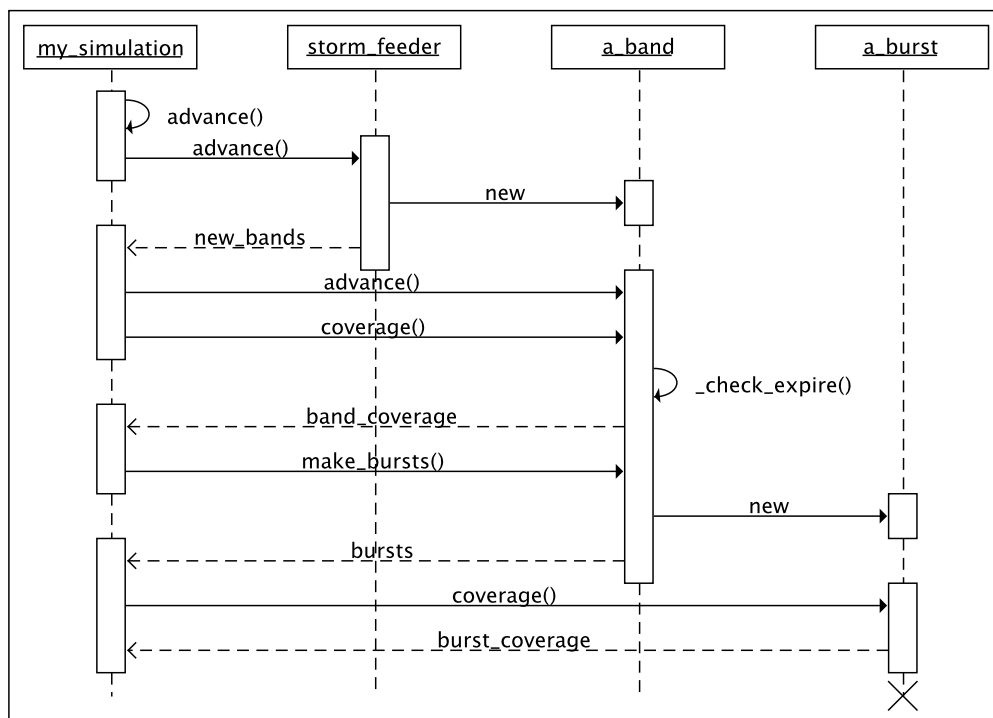 my_simulation
storm_feeder
a_band
a_burst
advance()
advance()
new
new_bands
advance()
coverage()
_check_expire()
band_coverage
make_bursts()
new
bursts
coverage()
burst_coverage